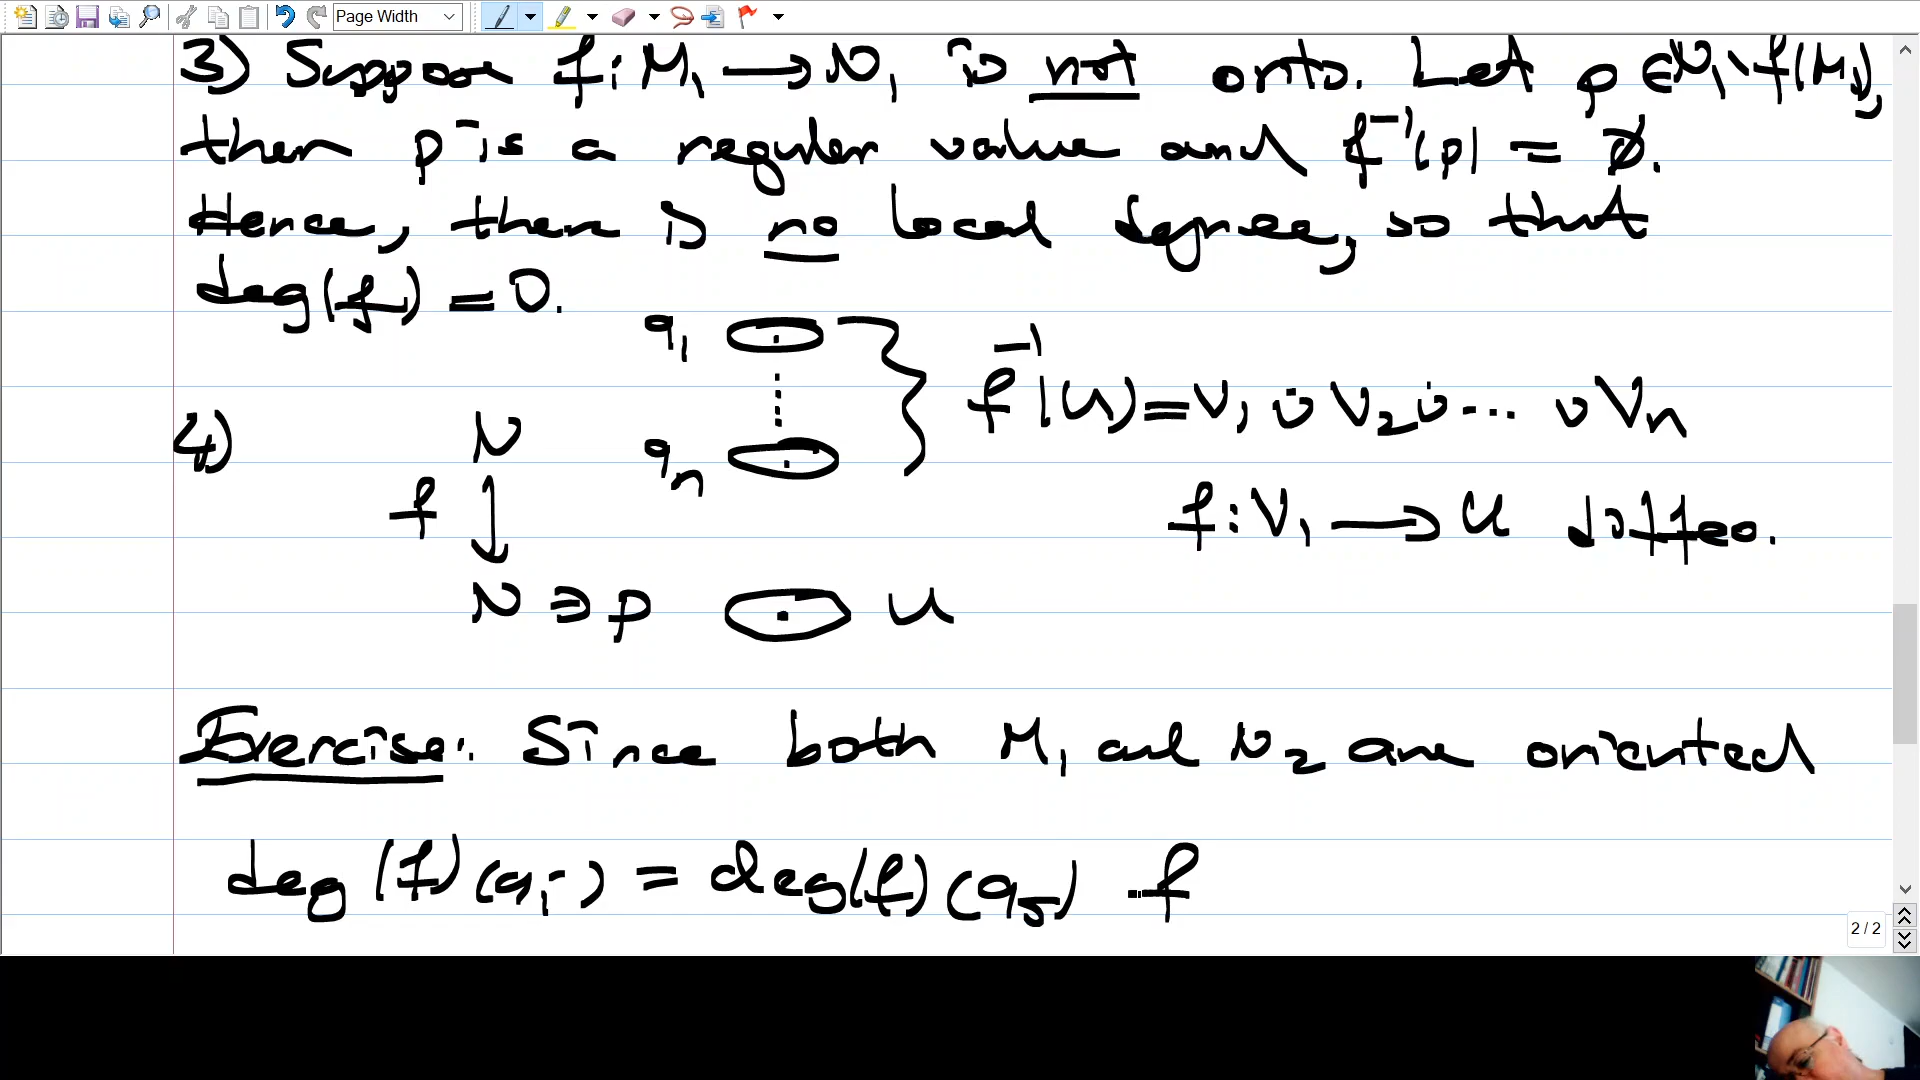 Page Width
3) Suppose f: M₁ → N₁ is not onto. Let p ∈ N₁ \ f(M₁),
then p is a regular value and f⁻¹(p) = ∅.
Hence, there is no local degree, so that
deg(f) = 0.
4) N
f ↓
N ∋ p
q₁
qₙ
U
f⁻¹(U) = V₁ ∪̇ V₂ ∪̇ ... ∪ Vₙ
f: V₁ → U diffeo.
Exercise: Since both M₁ and N₂ are oriented
deg(f)(qᵢ) = deg(f)(qⱼ) f
2 / 2